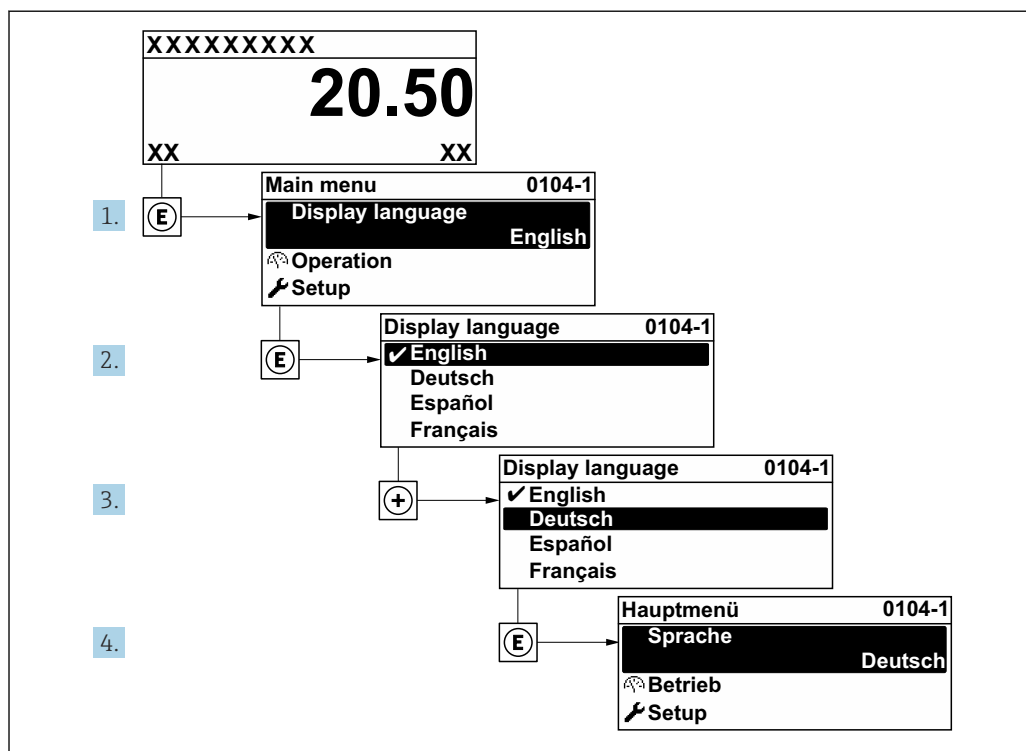 XXXXXXXXX
20.50
XX XX
1.
E
Main menu 0104-1
Display language
English
Operation
Setup
2.
E
Display language 0104-1
✔English
Deutsch
Español
Français
3.
+
Display language 0104-1
✔English
Deutsch
Español
Français
4.
E
Hauptmenü 0104-1
Sprache
Deutsch
Betrieb
Setup